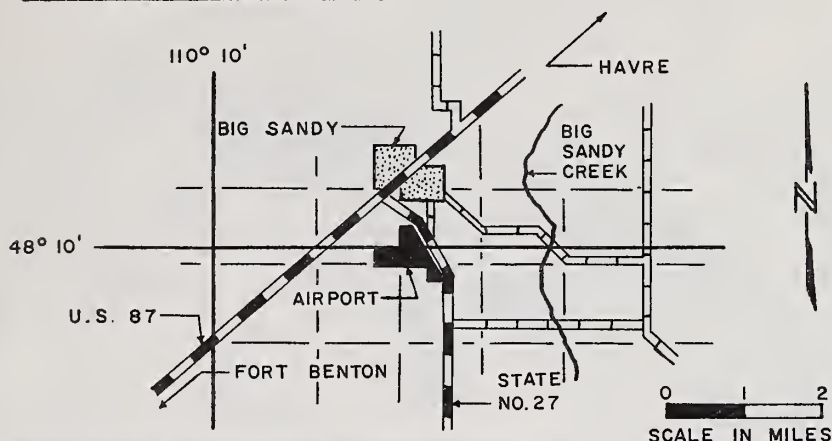 110° 10'
HAVRE
BIG SANDY
BIG
SANDY
CREEK
N
48° 10'
AIRPORT
U.S. 87
FORT BENTON
STATE
NO. 27
0 1 2
SCALE IN MILES